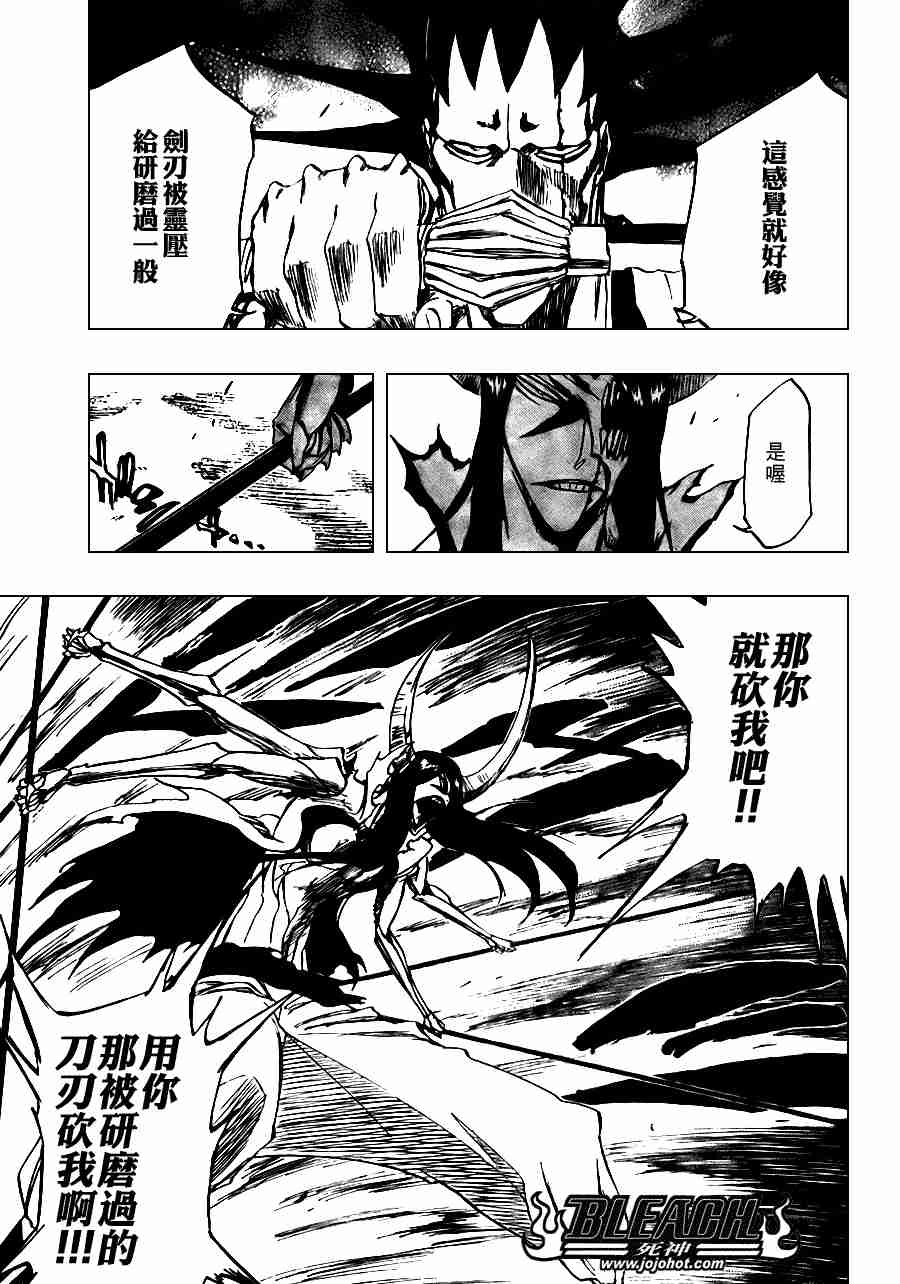 這感覺就好像
劍刃被靈壓
給研磨過一般
是喔
那你
就砍我吧!!
用你
那被研磨過的
刀刃砍我啊!!!
BLEACH
死神
www.jojohot.com